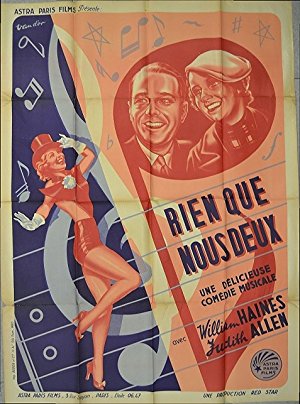 ASTRA PARIS FILMS Présente
RIEN QUE
NOUS DEUX
UNE DÉLICIEUSE
COMÉDIE MUSICALE
avec William HAINES
Judith ALLEN
ASTRA
PARIS
FILMS
ASTRA PARIS FILMS
PARIS
UNE PRODUCTION RED STAR